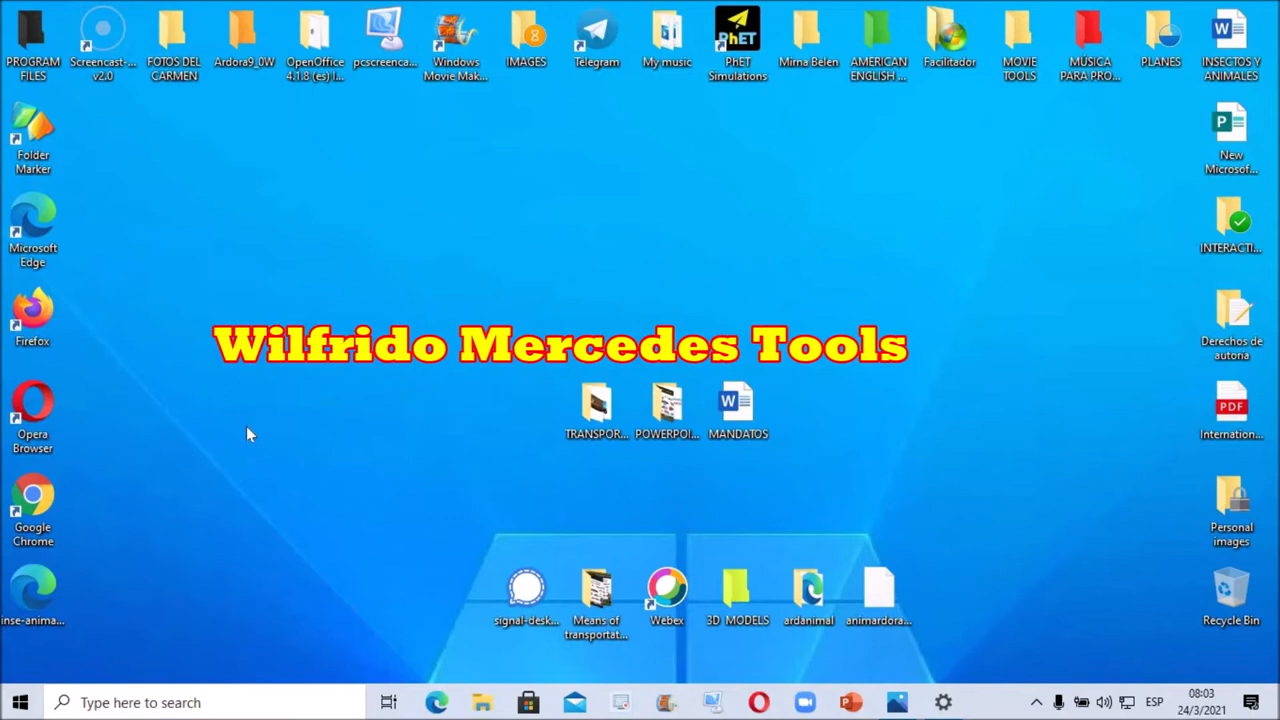 PROGRAM
FILES
Screencast-...
v2.0
FOTOS DEL
CARMEN
Ardora9_0W
OpenOffice
4.1.8 (es) I...
pcscreenca...
Windows
Movie Mak...
IMAGES
Telegram
My music
PhET
PhET
Simulations
Mirna Belen
AMERICAN
ENGLISH ...
Facilitador
MOVIE
TOOLS
MÚSICA
PARA PRO...
PLANES
INSECTOS Y
ANIMALES
Folder
Marker
New
Microsof...
Microsoft
Edge
INTERACTI...
Firefox
Derechos de
autoria
Wilfrido Mercedes Tools
TRANSPOR...
POWERPOI...
MANDATOS
Opera
Browser
PDF
Internation...
Google
Chrome
Personal
images
inse-anima...
signal-desk...
Means of
transportat...
Webex
3D MODELS
ardanimal
animardora...
Recycle Bin
Type here to search
ESP
08:03
24/3/2021